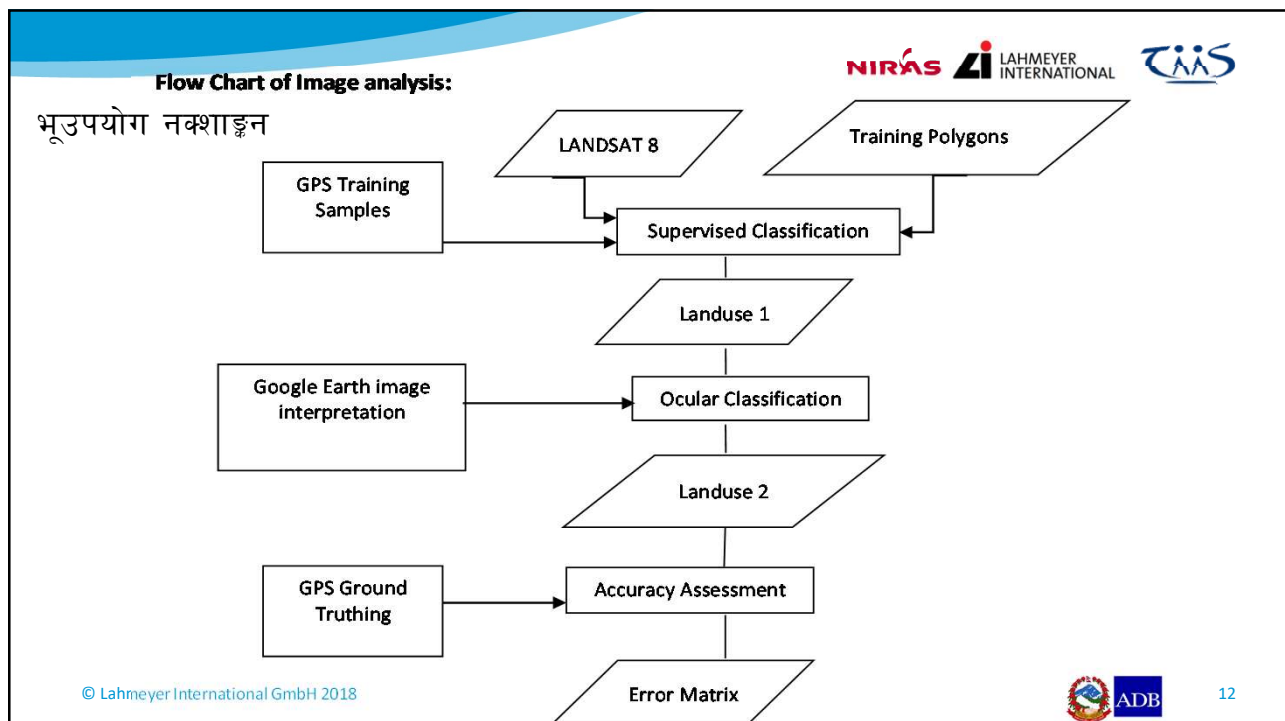 Flow Chart of Image analysis:
NIRAS
LAHMEYER
INTERNATIONAL
TAAS
भूउपयोग नक्शाङ्कन
LANDSAT 8
Training Polygons
GPS Training
Samples
Supervised Classification
Landuse 1
Google Earth image
interpretation
Ocular Classification
Landuse 2
GPS Ground
Truthing
Accuracy Assessment
Error Matrix
© Lahmeyer International GmbH 2018
ADB
12